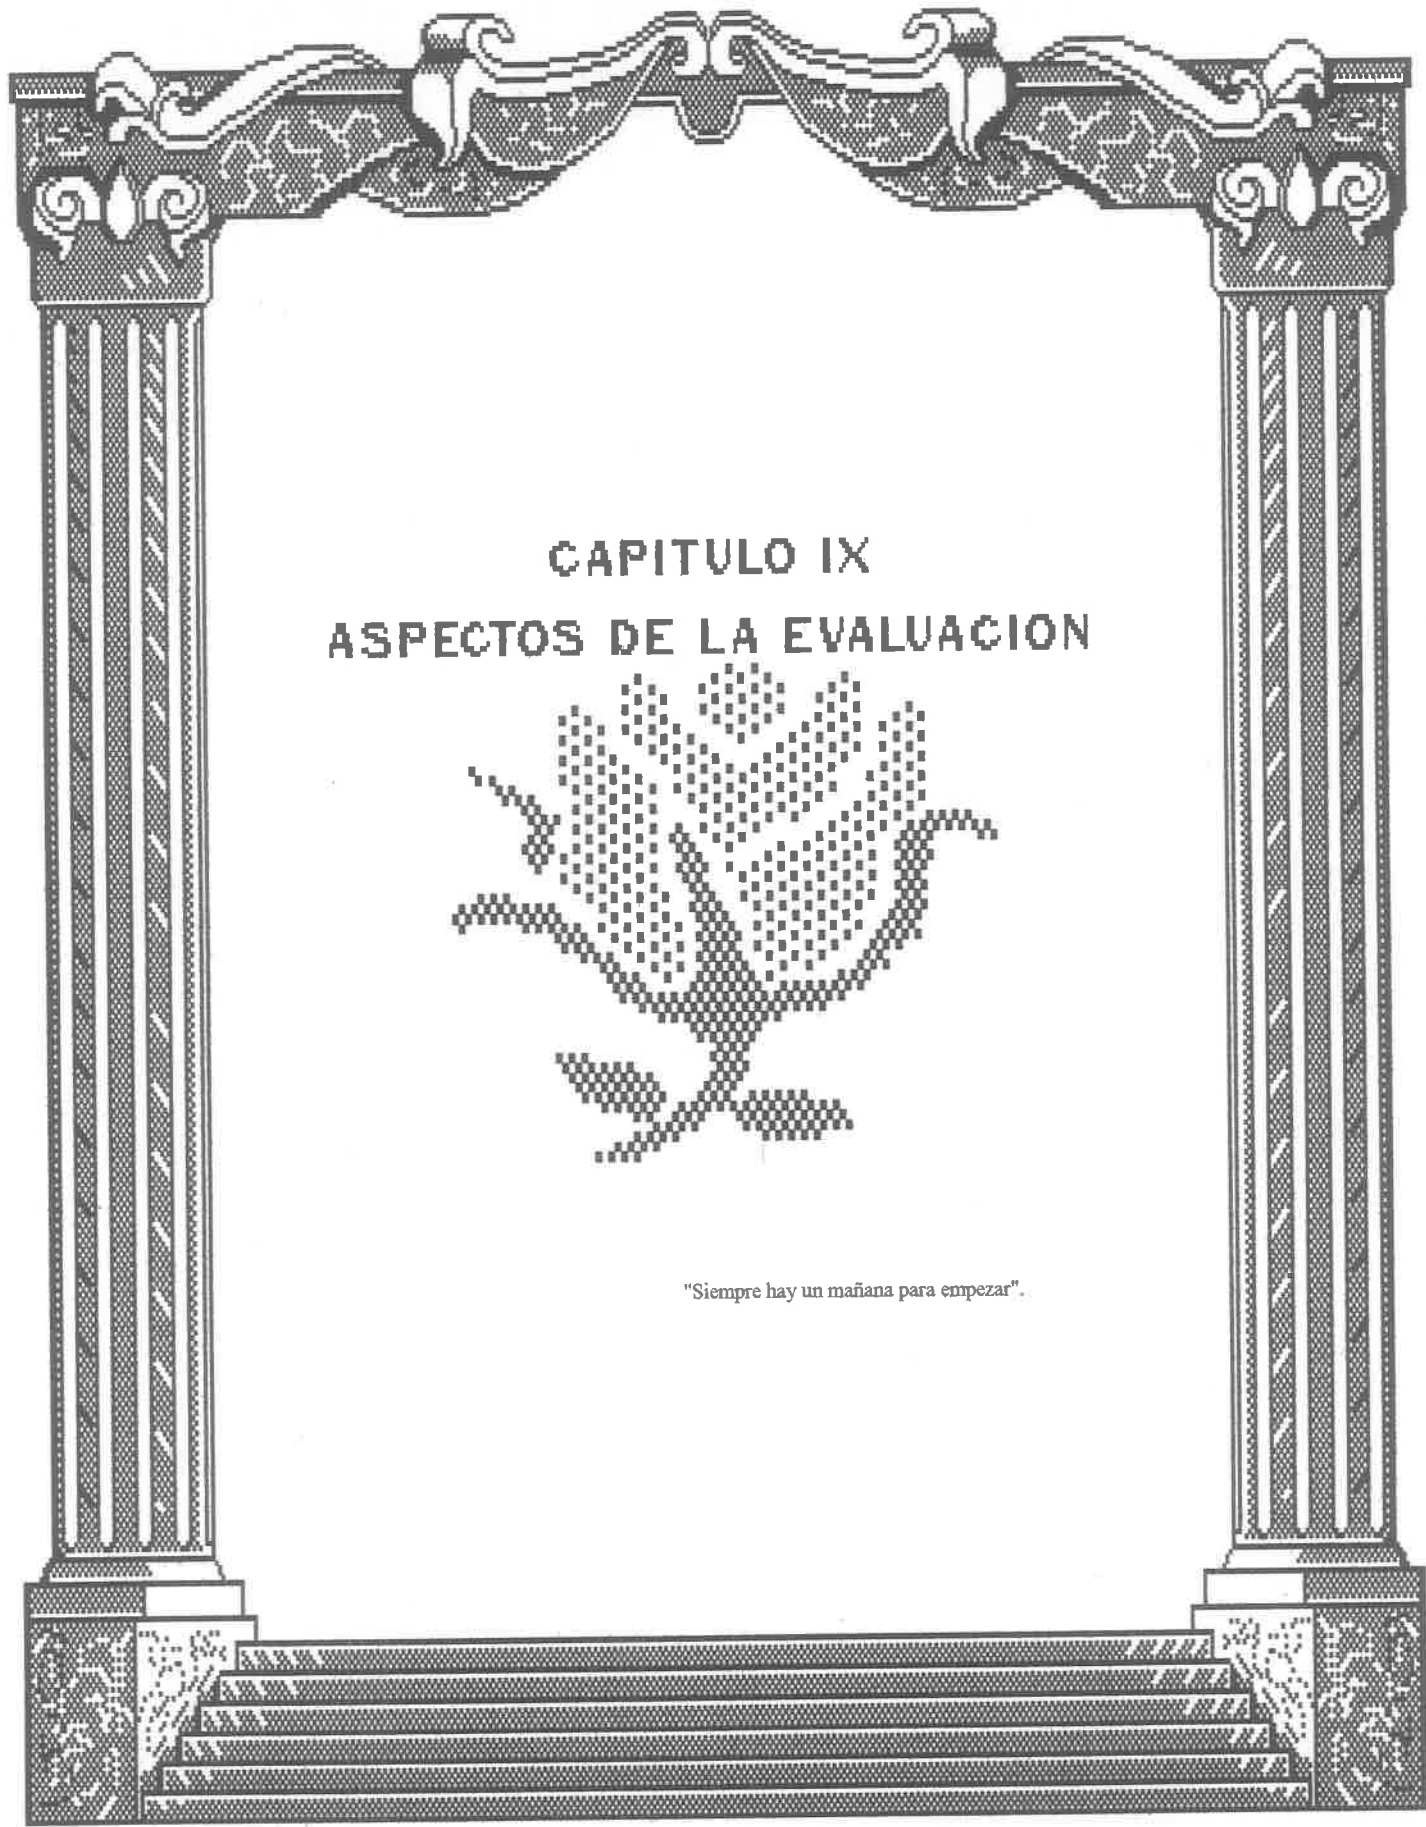 CAPITULO IX
ASPECTOS DE LA EVALUACION
"Siempre hay un mañana para empezar".